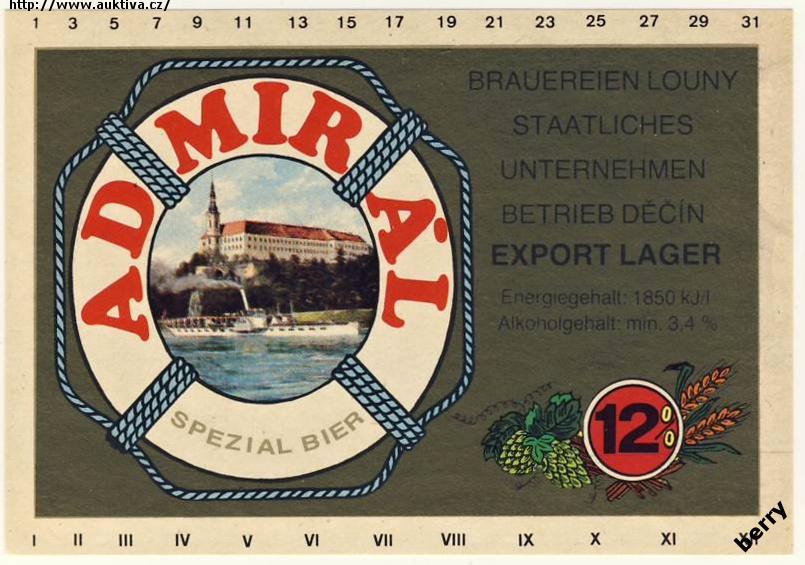 http://www.auktiva.cz/
1 3 5 7 9 11 13 15 17 19 21 23 25 27 29 31
ADMIRÁL
SPEZIAL BIER
BRAUEREIEN LOUNY
STAATLICHES
UNTERNEHMEN
BETRIEB DĚČÍN
EXPORT LAGER
Energiegehalt: 1850 kJ/l
Alkoholgehalt: min. 3,4 %
12%
I II III IV V VI VII VIII IX X XI
berry